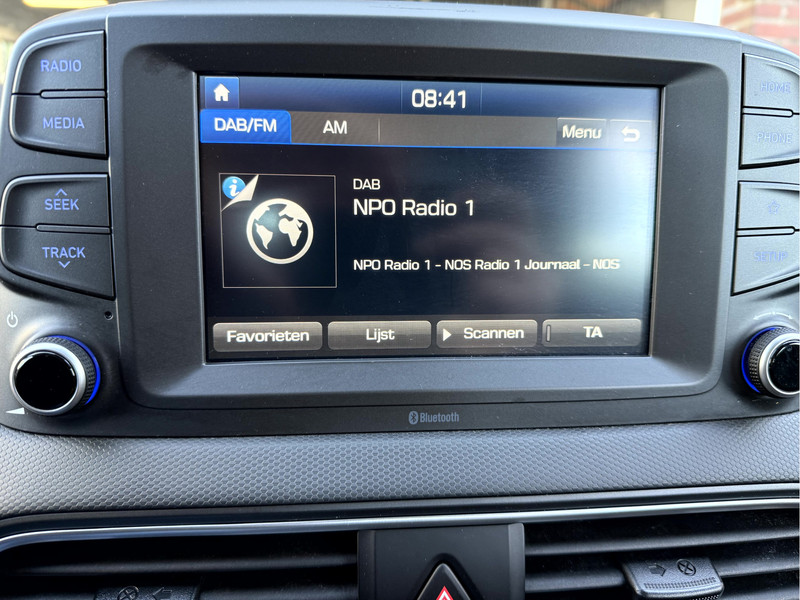 RADIO
MEDIA
SEEK
TRACK
08:41
DAB/FM AM Menu
DAB
NPO Radio 1
NPO Radio 1 - NOS Radio 1 Journaal - NOS
Favorieten Lijst Scannen TA
HOME
PHONE
SETUP
Bluetooth